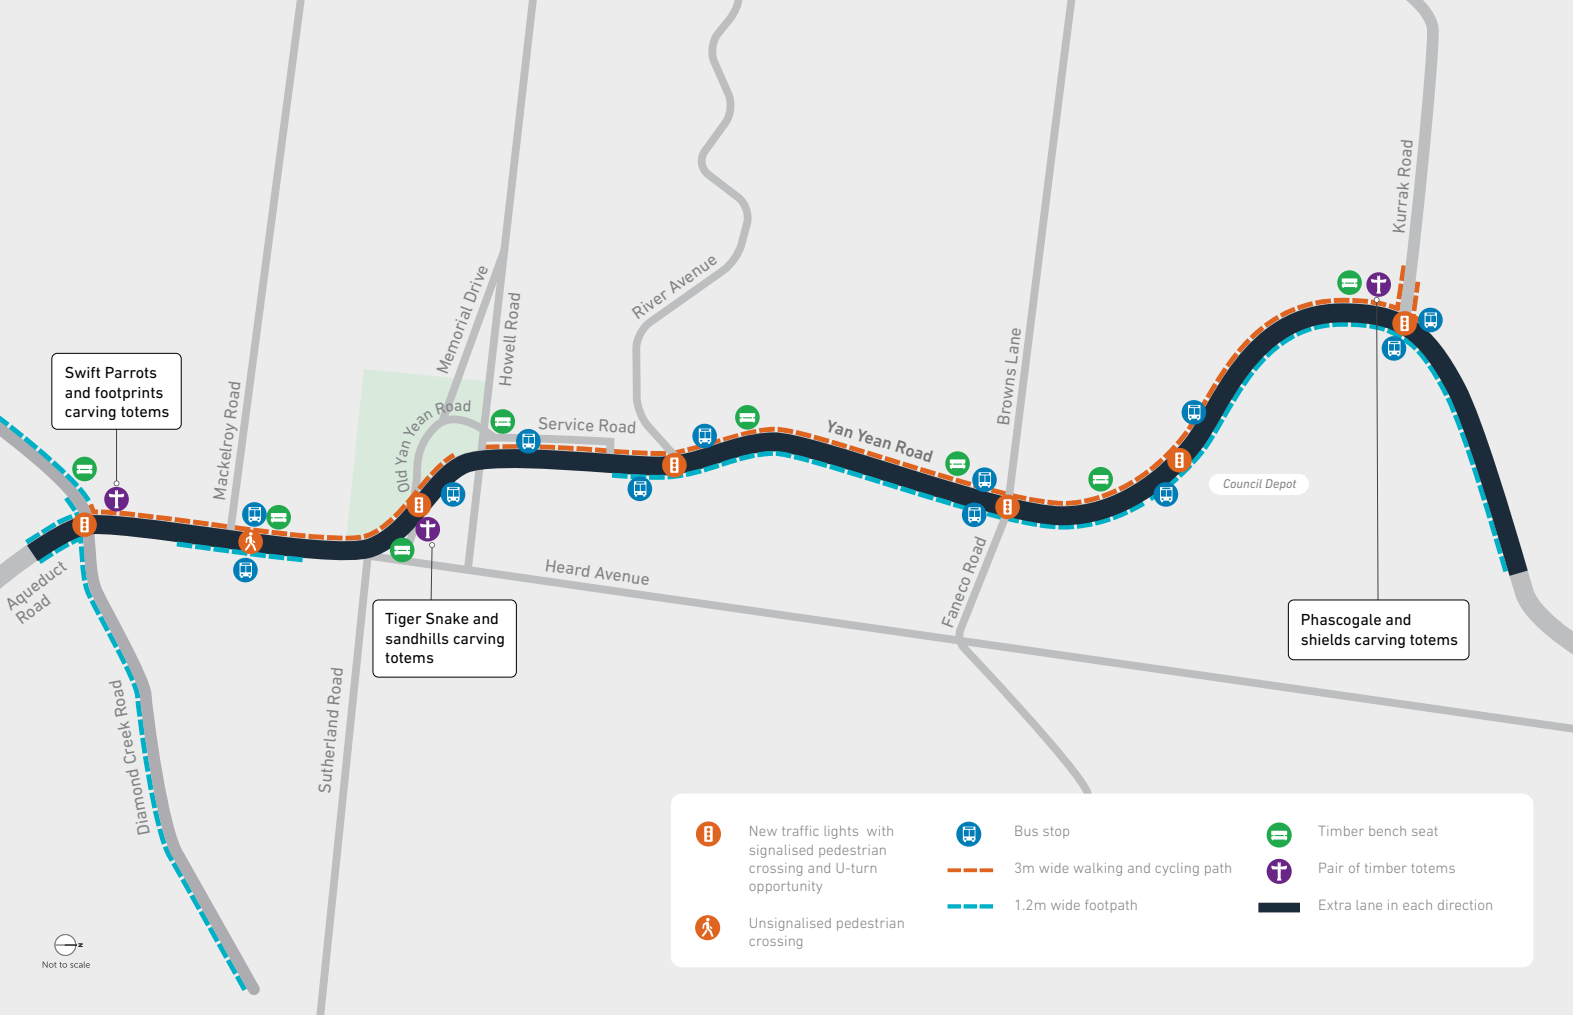 Kurrak Road
River Avenue
Memorial Drive
Howell Road
Browns Lane
Swift Parrots
and footprints
carving totems
Mackelroy Road
Old Yan Yean Road
Service Road
Yan Yean Road
Council Depot
Aqueduct
Road
Heard Avenue
Faneco Road
Tiger Snake and
sandhills carving
totems
Phascogale and
shields carving totems
Diamond Creek Road
Sutherland Road
New traffic lights with
signalised pedestrian
crossing and U-turn
opportunity
Unsignalised pedestrian
crossing
Bus stop
3m wide walking and cycling path
1.2m wide footpath
Timber bench seat
Pair of timber totems
Extra lane in each direction
N
Not to scale